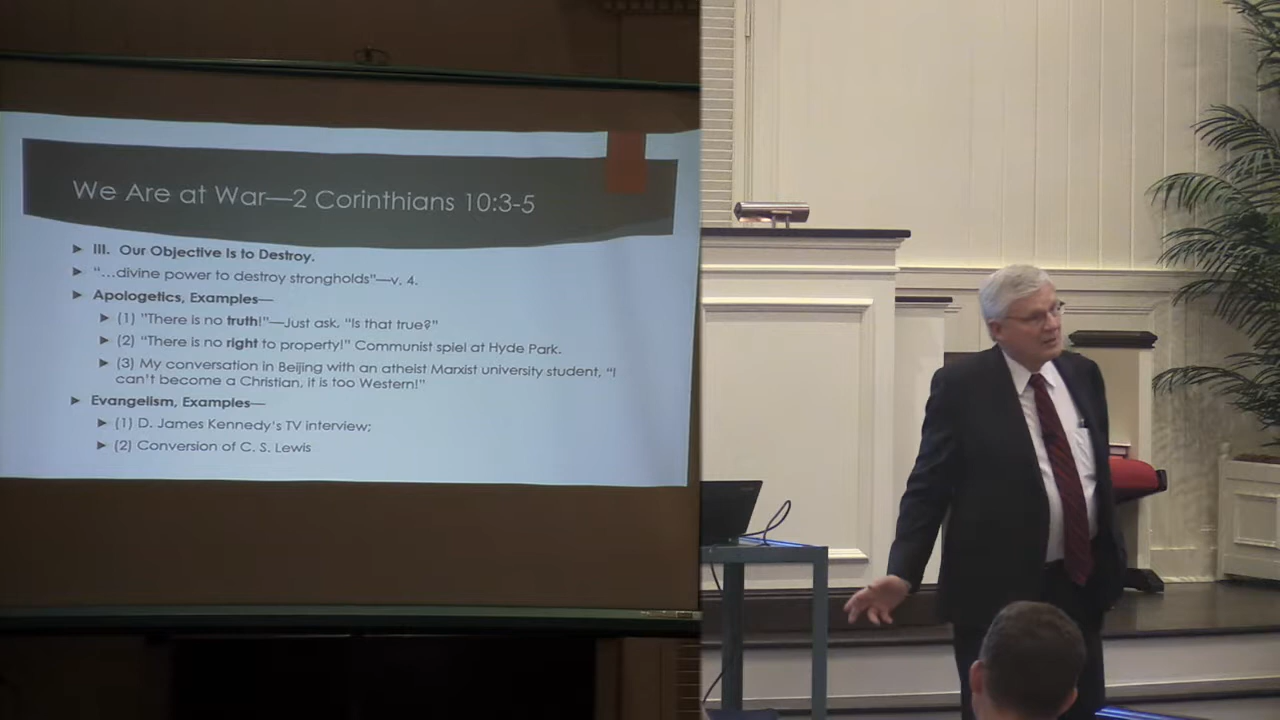 We Are at War—2 Corinthians 10:3-5
III. Our Objective Is to Destroy.
"…divine power to destroy strongholds"—v. 4.
Apologetics, Examples—
(1) "There is no truth!"—Just ask, "Is that true?"
(2) "There is no right to property!" Communist spiel at Hyde Park.
(3) My conversation in Beijing with an atheist Marxist university student, "I
can't become a Christian, it is too Western!"
Evangelism, Examples—
(1) D. James Kennedy's TV interview;
(2) Conversion of C. S. Lewis